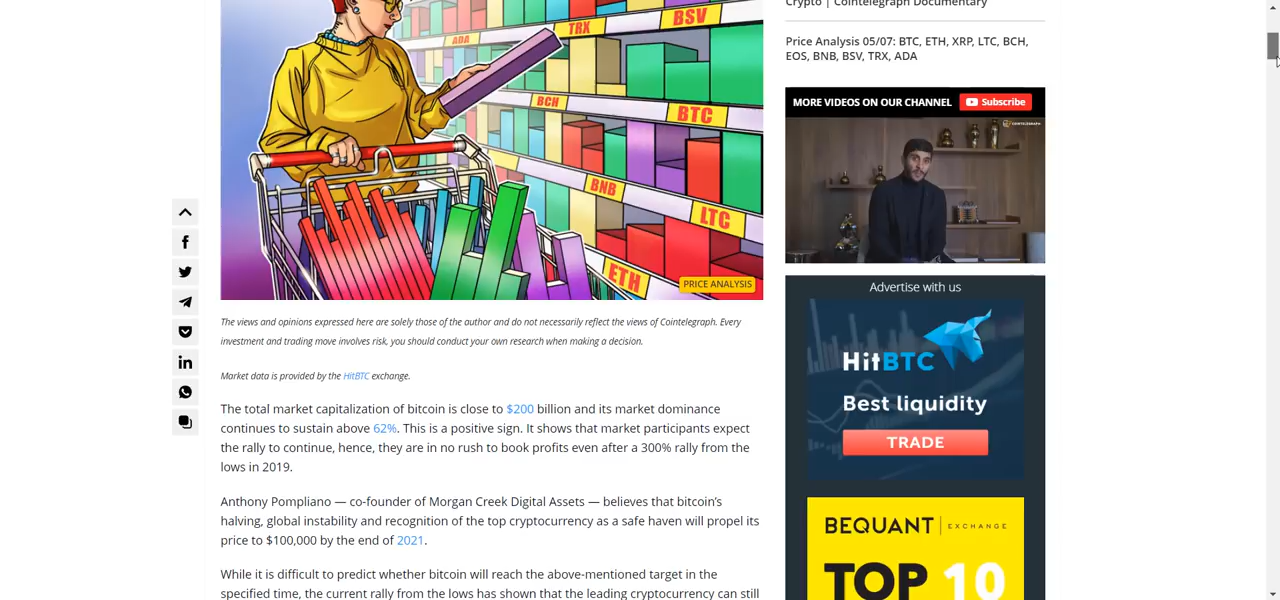 ADA
TRX
BSV
BCH
BTC
BNB
LTC
ETH
PRICE ANALYSIS
The views and opinions expressed here are solely those of the author and do not necessarily reflect the views of Cointelegraph. Every
investment and trading move involves risk, you should conduct your own research when making a decision.
Market data is provided by the HitBTC exchange.
The total market capitalization of bitcoin is close to $200 billion and its market dominance
continues to sustain above 62%. This is a positive sign. It shows that market participants expect
the rally to continue, hence, they are in no rush to book profits even after a 300% rally from the
lows in 2019.
Anthony Pompliano — co-founder of Morgan Creek Digital Assets — believes that bitcoin's
halving, global instability and recognition of the top cryptocurrency as a safe haven will propel its
price to $100,000 by the end of 2021.
While it is difficult to predict whether bitcoin will reach the above-mentioned target in the
specified time, the current rally from the lows has shown that the leading cryptocurrency can still
Crypto | Cointelegraph Documentary
Price Analysis 05/07: BTC, ETH, XRP, LTC, BCH,
EOS, BNB, BSV, TRX, ADA
MORE VIDEOS ON OUR CHANNEL Subscribe
COINTELEGRAPH
Advertise with us
HitBTC
Best liquidity
TRADE
BEQUANT | EXCHANGE
TOP 10